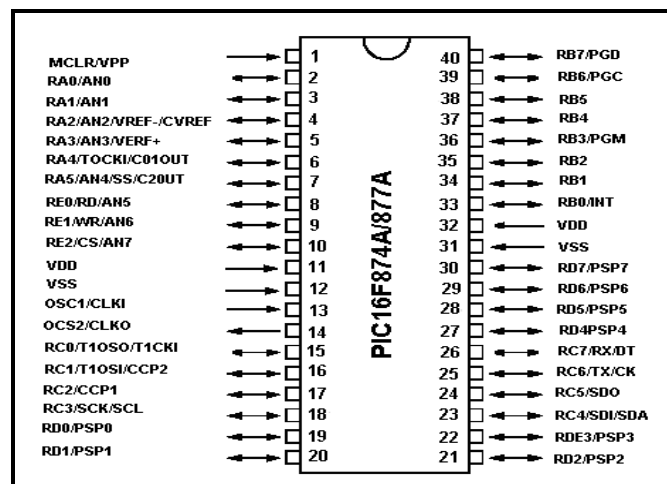 MCLR/VPP 1 40 RB7/PGD
RA0/AN0 2 39 RB6/PGC
RA1/AN1 3 38 RB5
RA2/AN2/VREF-/CVREF 4 37 RB4
RA3/AN3/VERF+ 5 36 RB3/PGM
RA4/TOCKI/C01OUT 6 35 RB2
RA5/AN4/SS/C20UT 7 34 RB1
RE0/RD/AN5 8 33 RB0/INT
RE1/WR/AN6 9 32 VDD
RE2/CS/AN7 10 31 VSS
VDD 11 30 RD7/PSP7
VSS 12 29 RD6/PSP6
OSC1/CLKI 13 28 RD5/PSP5
OCS2/CLKO 14 27 RD4PSP4
RC0/T1OSO/T1CKI 15 26 RC7/RX/DT
RC1/T1OSI/CCP2 16 25 RC6/TX/CK
RC2/CCP1 17 24 RC5/SDO
RC3/SCK/SCL 18 23 RC4/SDI/SDA
RD0/PSP0 19 22 RDE3/PSP3
RD1/PSP1 20 21 RD2/PSP2
PIC16F874A/877A